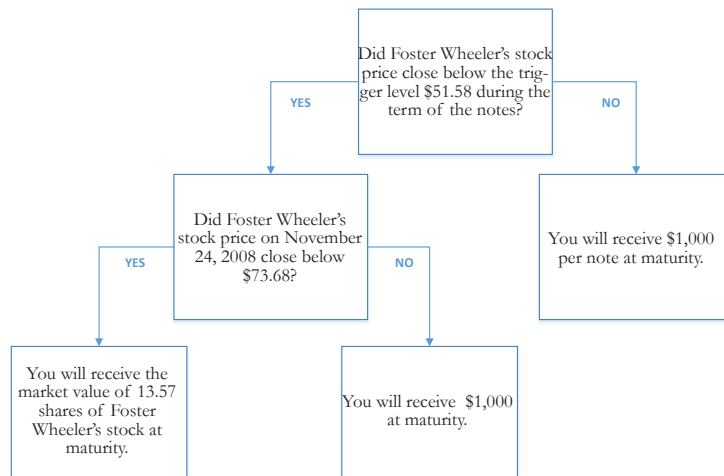 Did Foster Wheeler's stock
price close below the trig-
ger level $51.58 during the
term of the notes?
YES
NO
Did Foster Wheeler's
stock price on November
24, 2008 close below
$73.68?
You will receive $1,000
per note at maturity.
YES
NO
You will receive the
market value of 13.57
shares of Foster
Wheeler's stock at
maturity.
You will receive $1,000
at maturity.